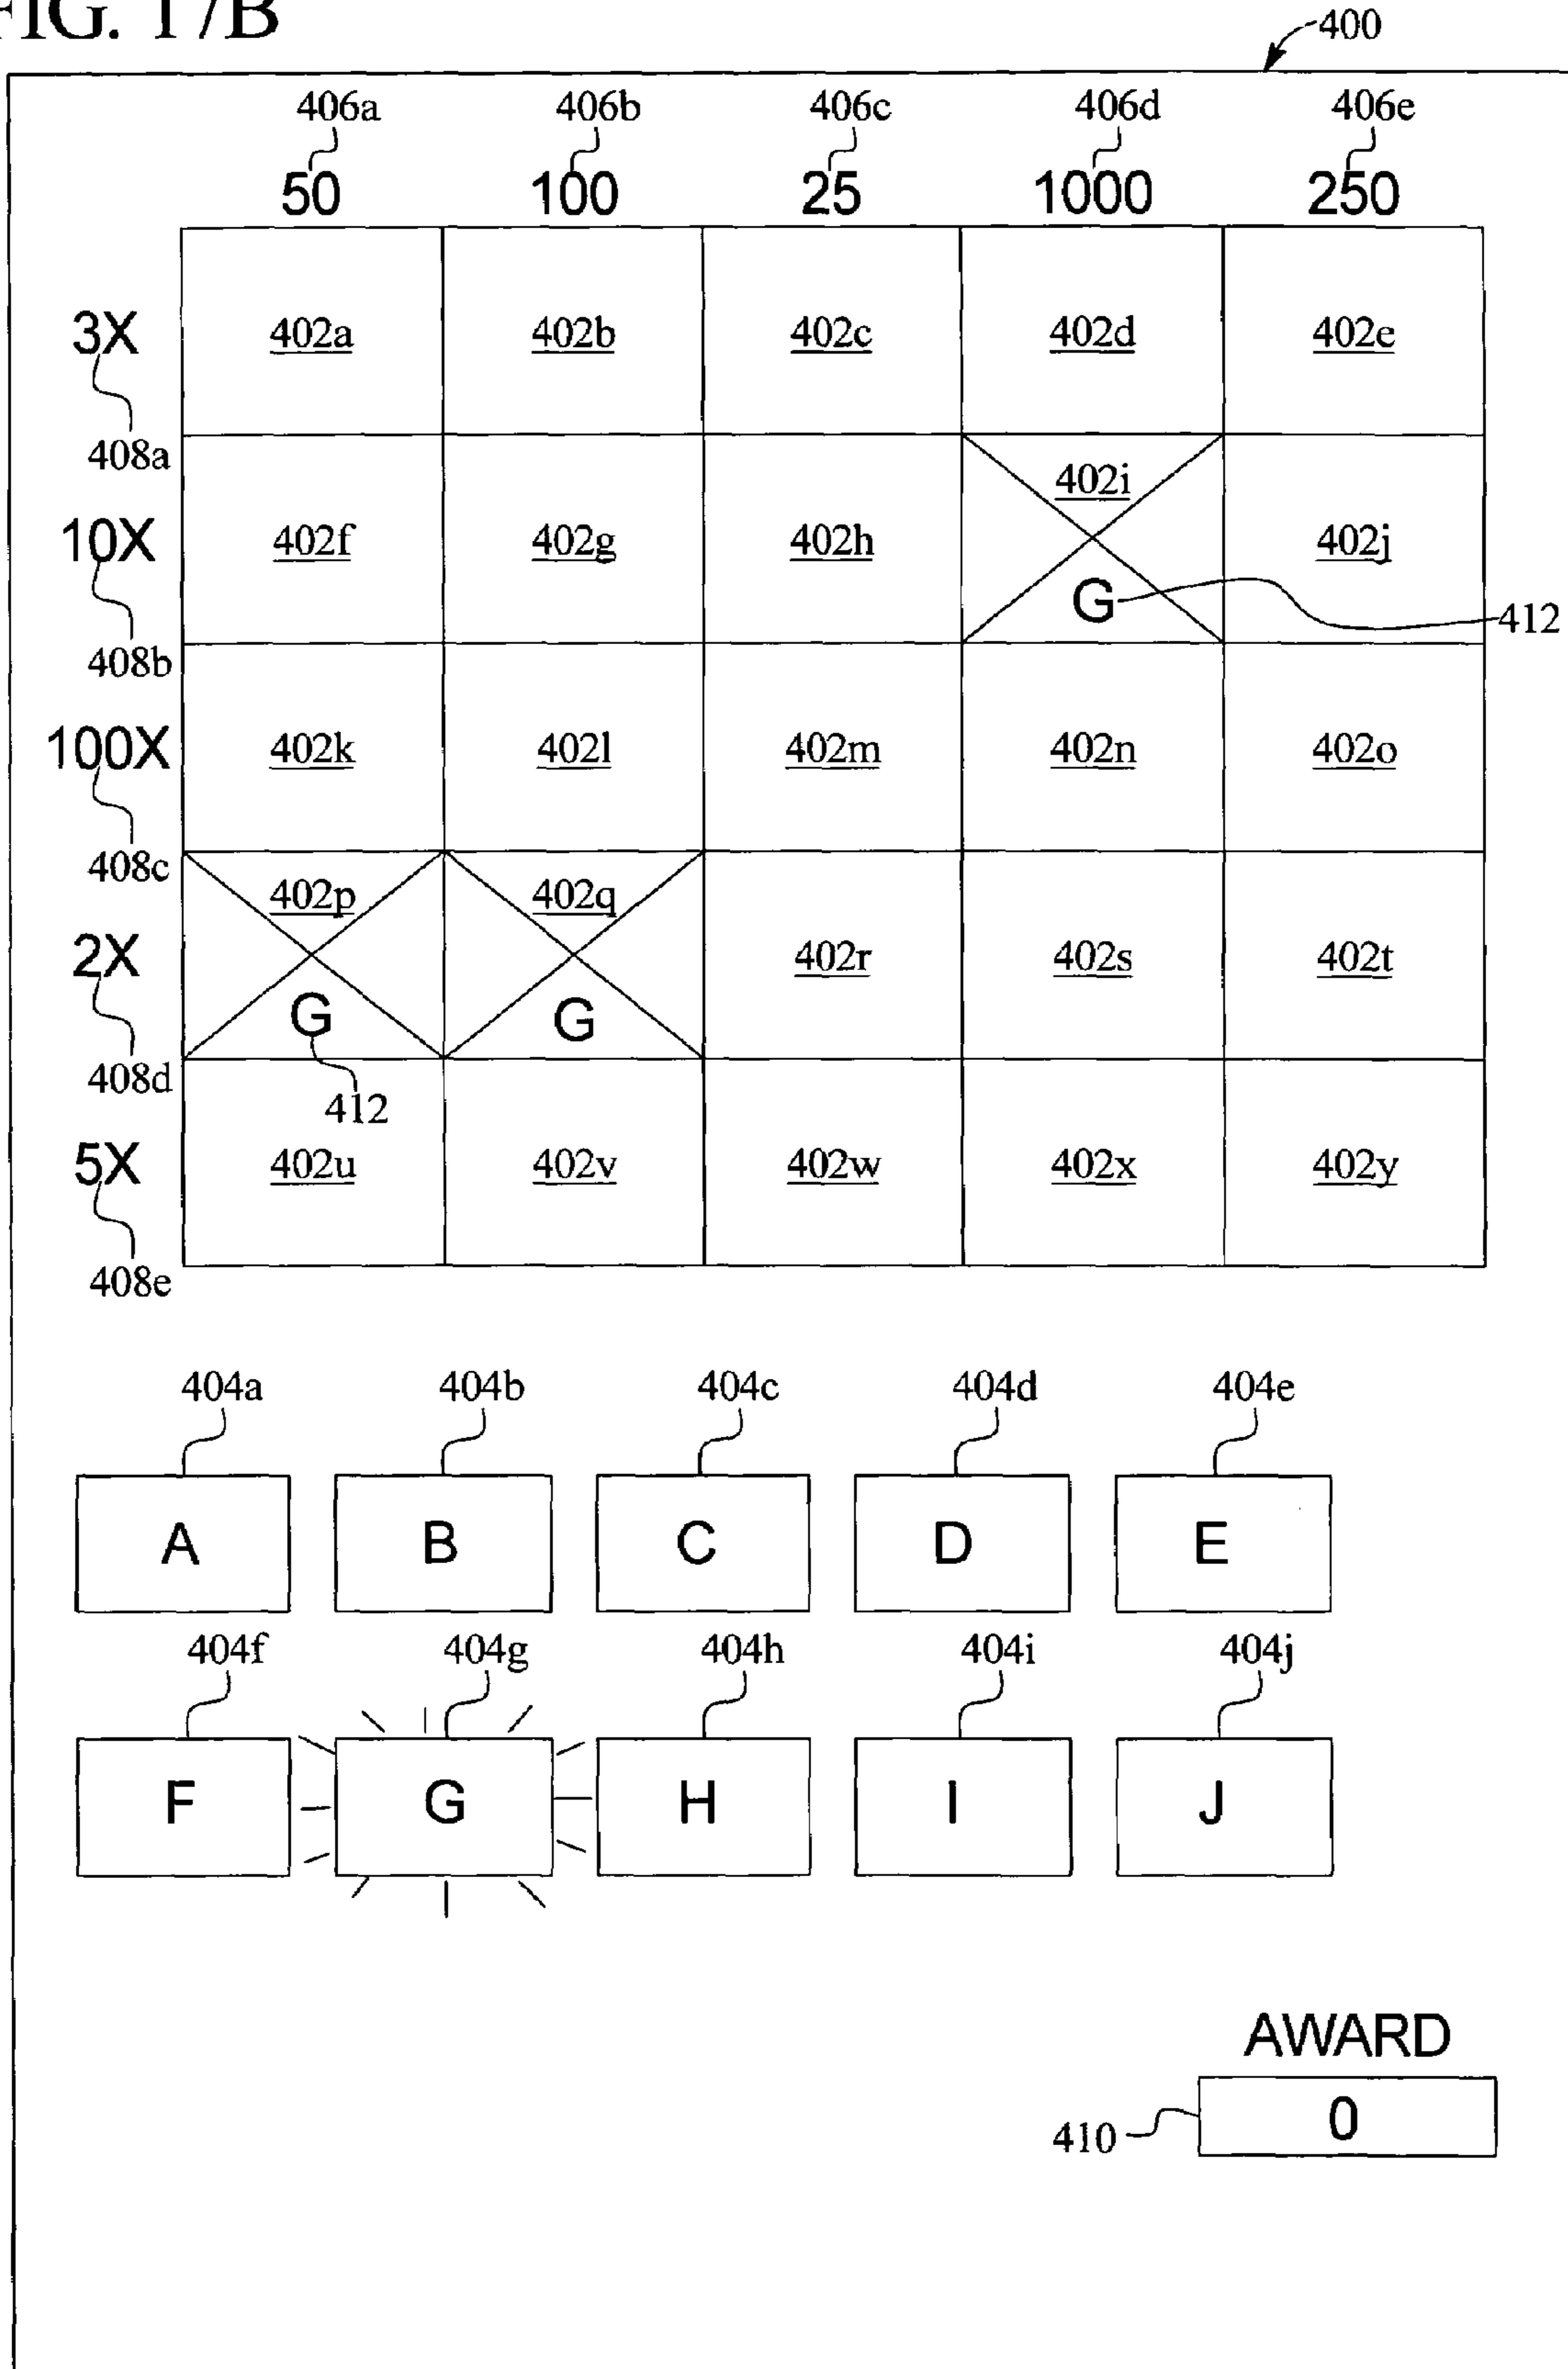 FIG. 17B
400
406a 406b 406c 406d 406e
50 100 25 1000 250
3X 402a 402b 402c 402d 402e
408a
402i
10X 402f 402g 402h 402j
G 412
408b
100X 402k 402l 402m 402n 402o
408c
402p 402q
2X 402r 402s 402t
G G
408d
412
5X 402u 402v 402w 402x 402y
408e
404a 404b 404c 404d 404e
A B C D E
404f 404g 404h 404i 404j
F G H I J
AWARD
410 0